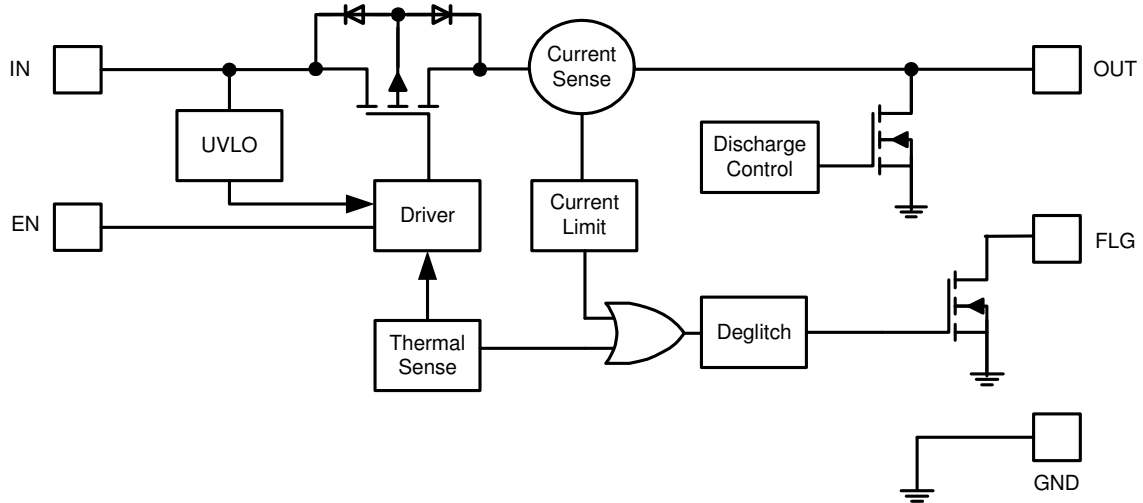 IN
Current
Sense
OUT
UVLO
Discharge
Control
EN
Driver
Current
Limit
FLG
Thermal
Sense
Deglitch
GND